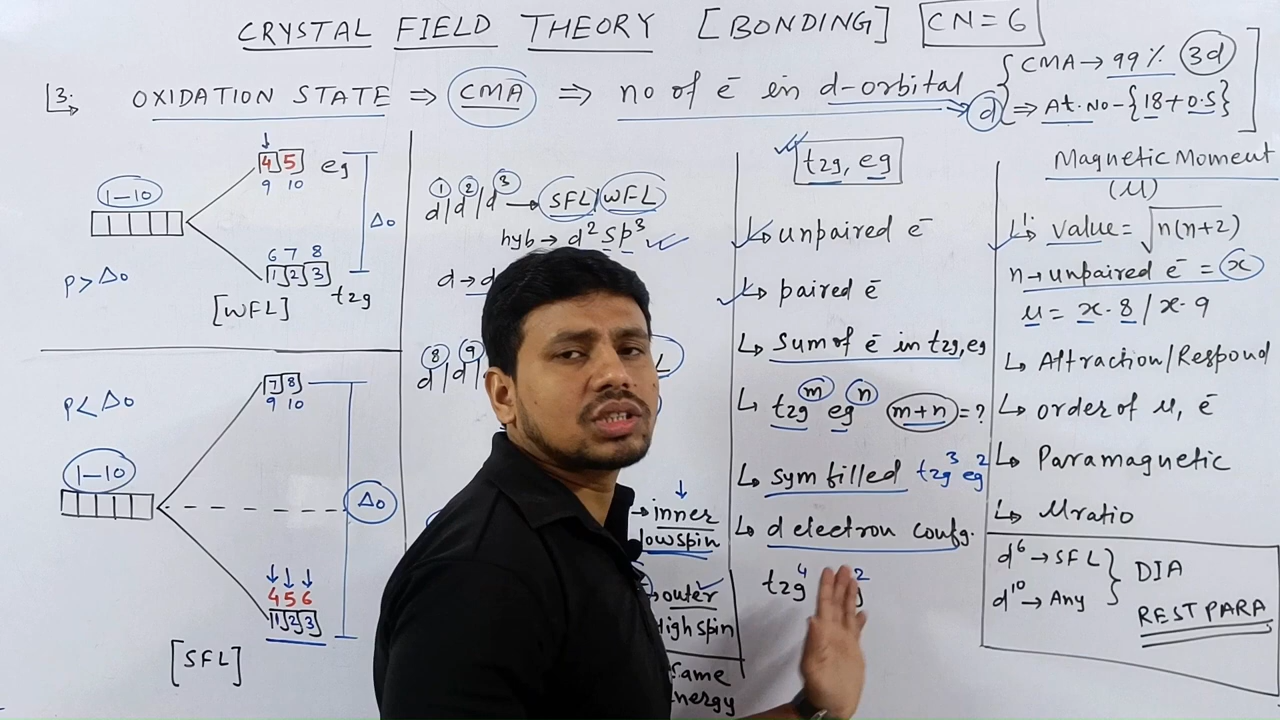 CRYSTAL FIELD THEORY [BONDING] CN=6
3. OXIDATION STATE ⇒ CMA ⇒ no of e̅ in d-orbital
CMA → 99% 3d
d ⇒ At.No - {18+O.S}
1-10
4 5 eg
9 10
Δo
6 7 8
1 2 3 t2g
P > Δo
[WFL]
P < Δo
7 8
9 10
1-10
Δo
4 5 6
1 2 3
[SFL]
1 2 3
d/d/d → SFL/WFL
hyb → d²sp³
d → d
8 9
d/d/
L
→ inner
low spin
outer
igh spin
same
energy
t2g, eg
↳ unpaired e̅
↳ paired e̅
↳ Sum of e̅ in t2g, eg
↳ t2g^m eg^n (m+n) = ?
↳ sym filled t2g³ eg²
↳ d electron confg.
t2g⁴ g²
Magnetic Moment
(μ)
↳ value = √n(n+2)
n → unpaired e̅ = x
μ = x.8 / x.9
↳ Attraction/Respond
↳ order of μ, e̅
↳ Paramagnetic
↳ μ ratio
d⁶ → SFL } DIA
d¹⁰ → Any
REST PARA